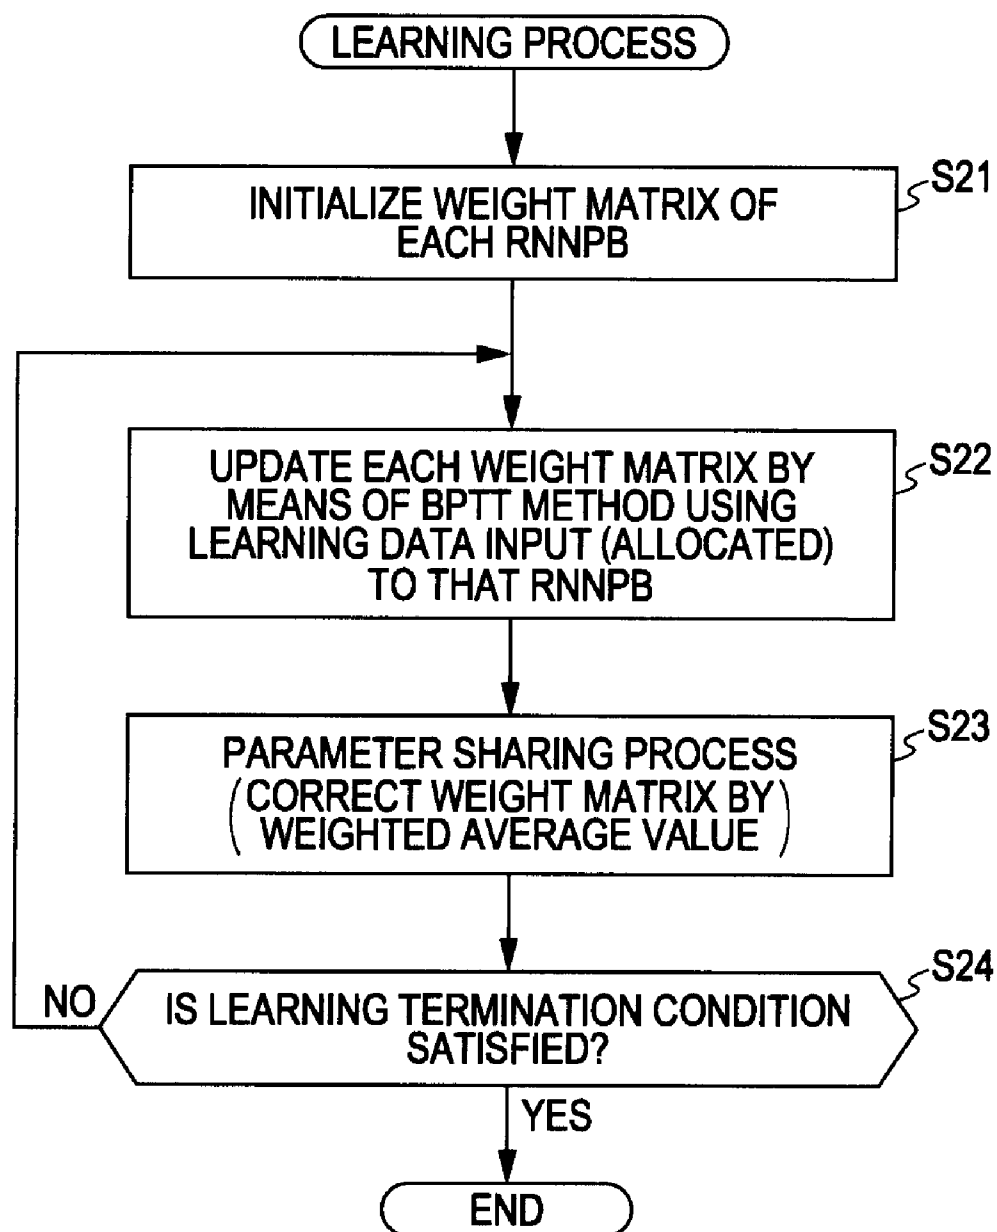 LEARNING PROCESS
S21
INITIALIZE WEIGHT MATRIX OF
EACH RNNPB
S22
UPDATE EACH WEIGHT MATRIX BY
MEANS OF BPTT METHOD USING
LEARNING DATA INPUT (ALLOCATED)
TO THAT RNNPB
S23
PARAMETER SHARING PROCESS
(CORRECT WEIGHT MATRIX BY
WEIGHTED AVERAGE VALUE)
S24
NO
IS LEARNING TERMINATION CONDITION
SATISFIED?
YES
END